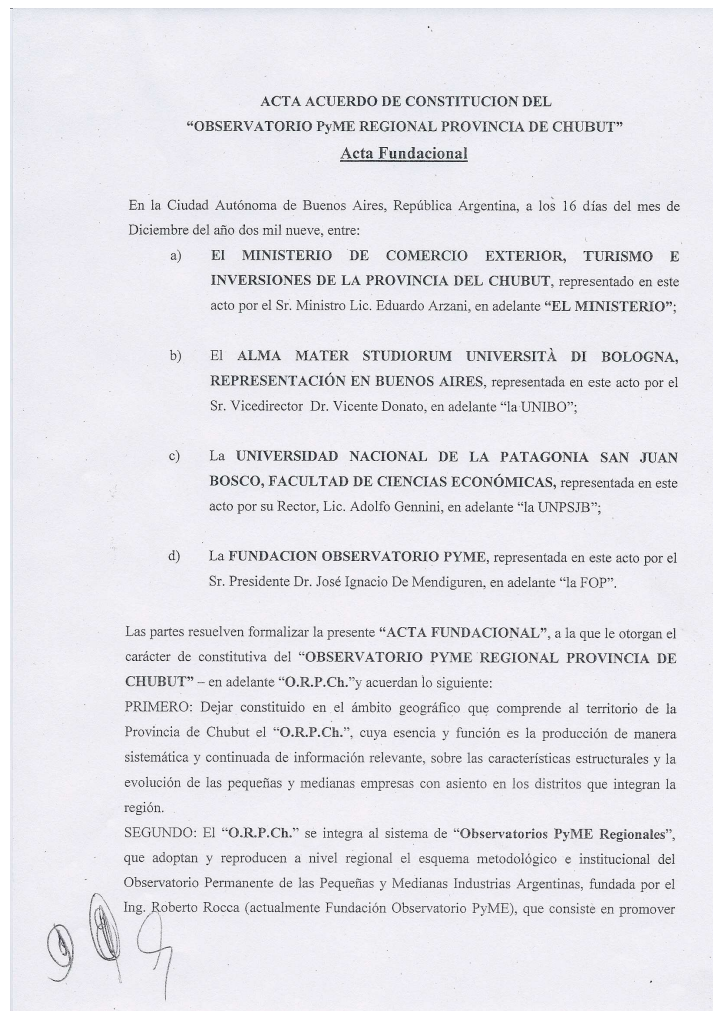 ACTA ACUERDO DE CONSTITUCION DEL
“OBSERVATORIO PyME REGIONAL PROVINCIA DE CHUBUT”
Acta Fundacional
En la Ciudad Autónoma de Buenos Aires, República Argentina, a los 16 días del mes de
Diciembre del año dos mil nueve, entre:
a) El MINISTERIO DE COMERCIO EXTERIOR, TURISMO E
INVERSIONES DE LA PROVINCIA DEL CHUBUT, representado en este
acto por el Sr. Ministro Lic. Eduardo Arzani, en adelante “EL MINISTERIO”;
b) El ALMA MATER STUDIORUM UNIVERSITÀ DI BOLOGNA,
REPRESENTACIÓN EN BUENOS AIRES, representada en este acto por el
Sr. Vicedirector Dr. Vicente Donato, en adelante “la UNIBO”;
c) La UNIVERSIDAD NACIONAL DE LA PATAGONIA SAN JUAN
BOSCO, FACULTAD DE CIENCIAS ECONÓMICAS, representada en este
acto por su Rector, Lic. Adolfo Gennini, en adelante “la UNPSJB”;
d) La FUNDACION OBSERVATORIO PYME, representada en este acto por el
Sr. Presidente Dr. José Ignacio De Mendiguren, en adelante “la FOP”.
Las partes resuelven formalizar la presente “ACTA FUNDACIONAL”, a la que le otorgan el
carácter de constitutiva del “OBSERVATORIO PYME REGIONAL PROVINCIA DE
CHUBUT” – en adelante “O.R.P.Ch.”y acuerdan lo siguiente:
PRIMERO: Dejar constituido en el ámbito geográfico que comprende al territorio de la
Provincia de Chubut el “O.R.P.Ch.”, cuya esencia y función es la producción de manera
sistemática y continuada de información relevante, sobre las características estructurales y la
evolución de las pequeñas y medianas empresas con asiento en los distritos que integran la
región.
SEGUNDO: El “O.R.P.Ch.” se integra al sistema de “Observatorios PyME Regionales”,
que adoptan y reproducen a nivel regional el esquema metodológico e institucional del
Observatorio Permanente de las Pequeñas y Medianas Industrias Argentinas, fundada por el
Ing. Roberto Rocca (actualmente Fundación Observatorio PyME), que consiste en promover